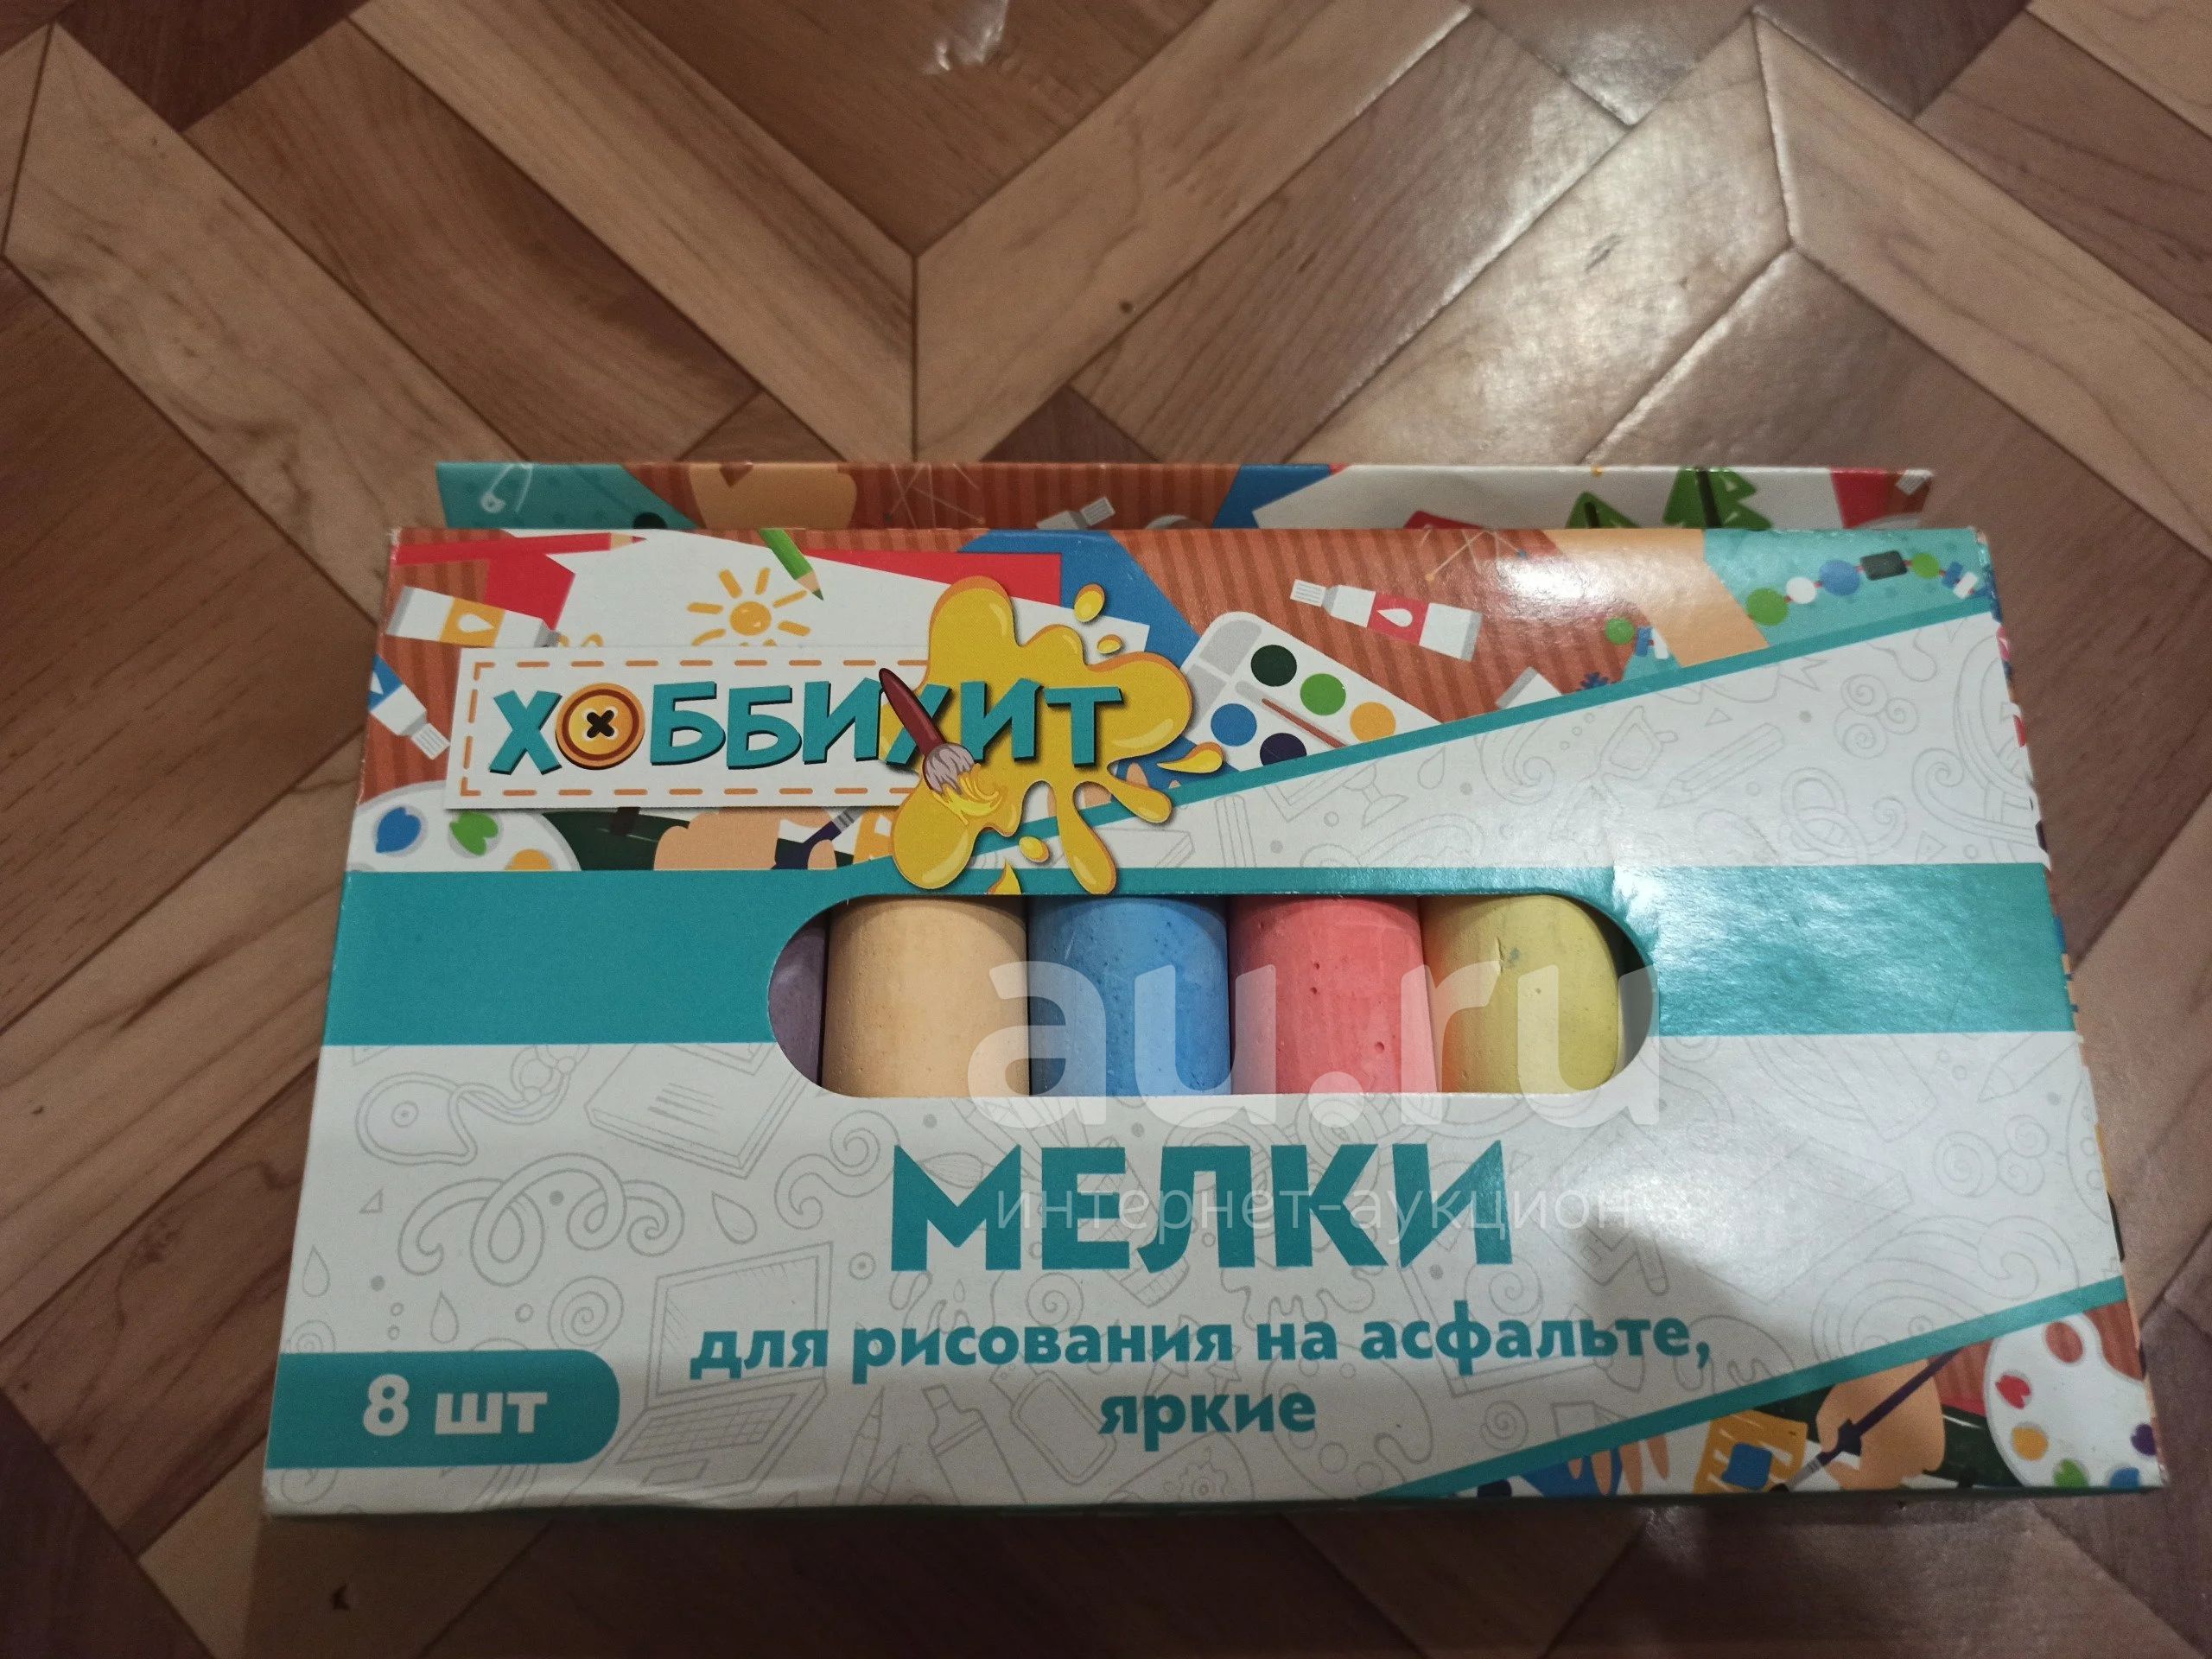 ХОББИХИТ
au.ru
МЕЛКИ
интернет-аукцион
для рисования на асфальте,
яркие
8 шт